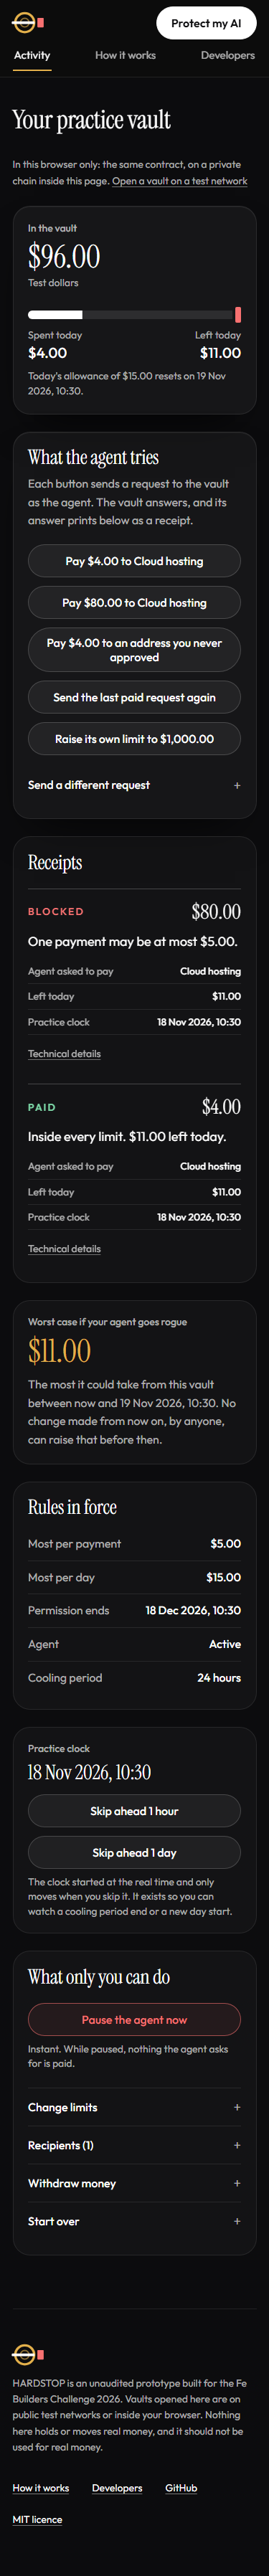 Protect my AI
Activity
How it works
Developers
Your practice vault
In this browser only: the same contract, on a private
chain inside this page. Open a vault on a test network
In the vault
$96.00
Test dollars
Spent today
Left today
$4.00
$11.00
Today's allowance of $15.00 resets on 19 Nov
2026, 10:30.
What the agent tries
Each button sends a request to the vault
as the agent. The vault answers, and its
answer prints below as a receipt.
Pay $4.00 to Cloud hosting
Pay $80.00 to Cloud hosting
Pay $4.00 to an address you never
approved
Send the last paid request again
Raise its own limit to $1,000.00
Send a different request +
Receipts
BLOCKED $80.00
One payment may be at most $5.00.
Agent asked to pay Cloud hosting
Left today $11.00
Practice clock 18 Nov 2026, 10:30
Technical details
PAID $4.00
Inside every limit. $11.00 left today.
Agent asked to pay Cloud hosting
Left today $11.00
Practice clock 18 Nov 2026, 10:30
Technical details
Worst case if your agent goes rogue
$11.00
The most it could take from this vault
between now and 19 Nov 2026, 10:30. No
change made from now on, by anyone,
can raise that before then.
Rules in force
Most per payment $5.00
Most per day $15.00
Permission ends 18 Dec 2026, 10:30
Agent Active
Cooling period 24 hours
Practice clock
18 Nov 2026, 10:30
Skip ahead 1 hour
Skip ahead 1 day
The clock started at the real time and only
moves when you skip it. It exists so you can
watch a cooling period end or a new day start.
What only you can do
Pause the agent now
Instant. While paused, nothing the agent asks
for is paid.
Change limits +
Recipients (1) +
Withdraw money +
Start over +
HARDSTOP is an unaudited prototype built for the Fe
Builders Challenge 2026. Vaults opened here are on
public test networks or inside your browser. Nothing
here holds or moves real money, and it should not be
used for real money.
How it works
Developers
GitHub
MIT licence